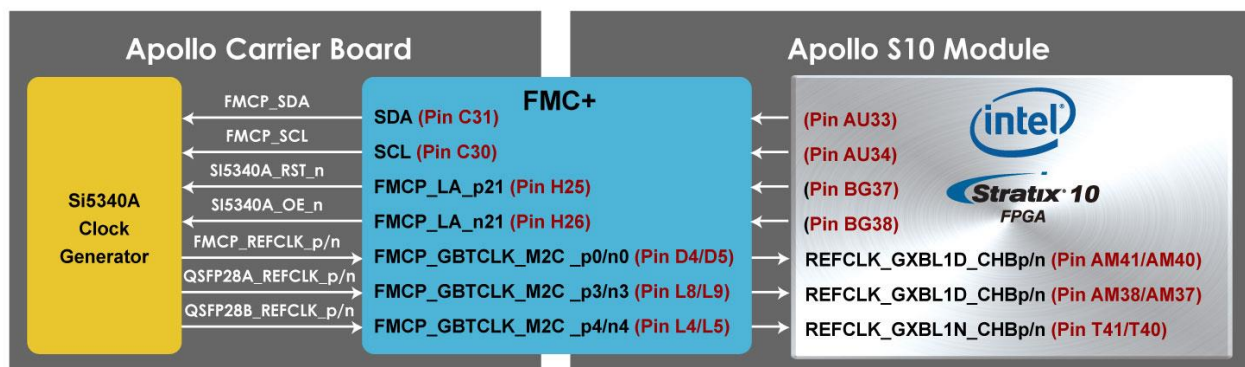 Apollo Carrier Board
Apollo S10 Module
Si5340A
Clock
Generator
FMCP_SDA
FMCP_SCL
SI5340A_RST_n
SI5340A_OE_n
FMCP_REFCLK_p/n
QSFP28A_REFCLK_p/n
QSFP28B_REFCLK_p/n
FMC+
SDA (Pin C31)
SCL (Pin C30)
FMCP_LA_p21 (Pin H25)
FMCP_LA_n21 (Pin H26)
FMCP_GBTCLK_M2C _p0/n0 (Pin D4/D5)
FMCP_GBTCLK_M2C _p3/n3 (Pin L8/L9)
FMCP_GBTCLK_M2C _p4/n4 (Pin L4/L5)
(Pin AU33)
(Pin AU34)
(Pin BG37)
(Pin BG38)
intel
Stratix® 10
FPGA
REFCLK_GXBL1D_CHBp/n (Pin AM41/AM40)
REFCLK_GXBL1D_CHBp/n (Pin AM38/AM37)
REFCLK_GXBL1N_CHBp/n (Pin T41/T40)